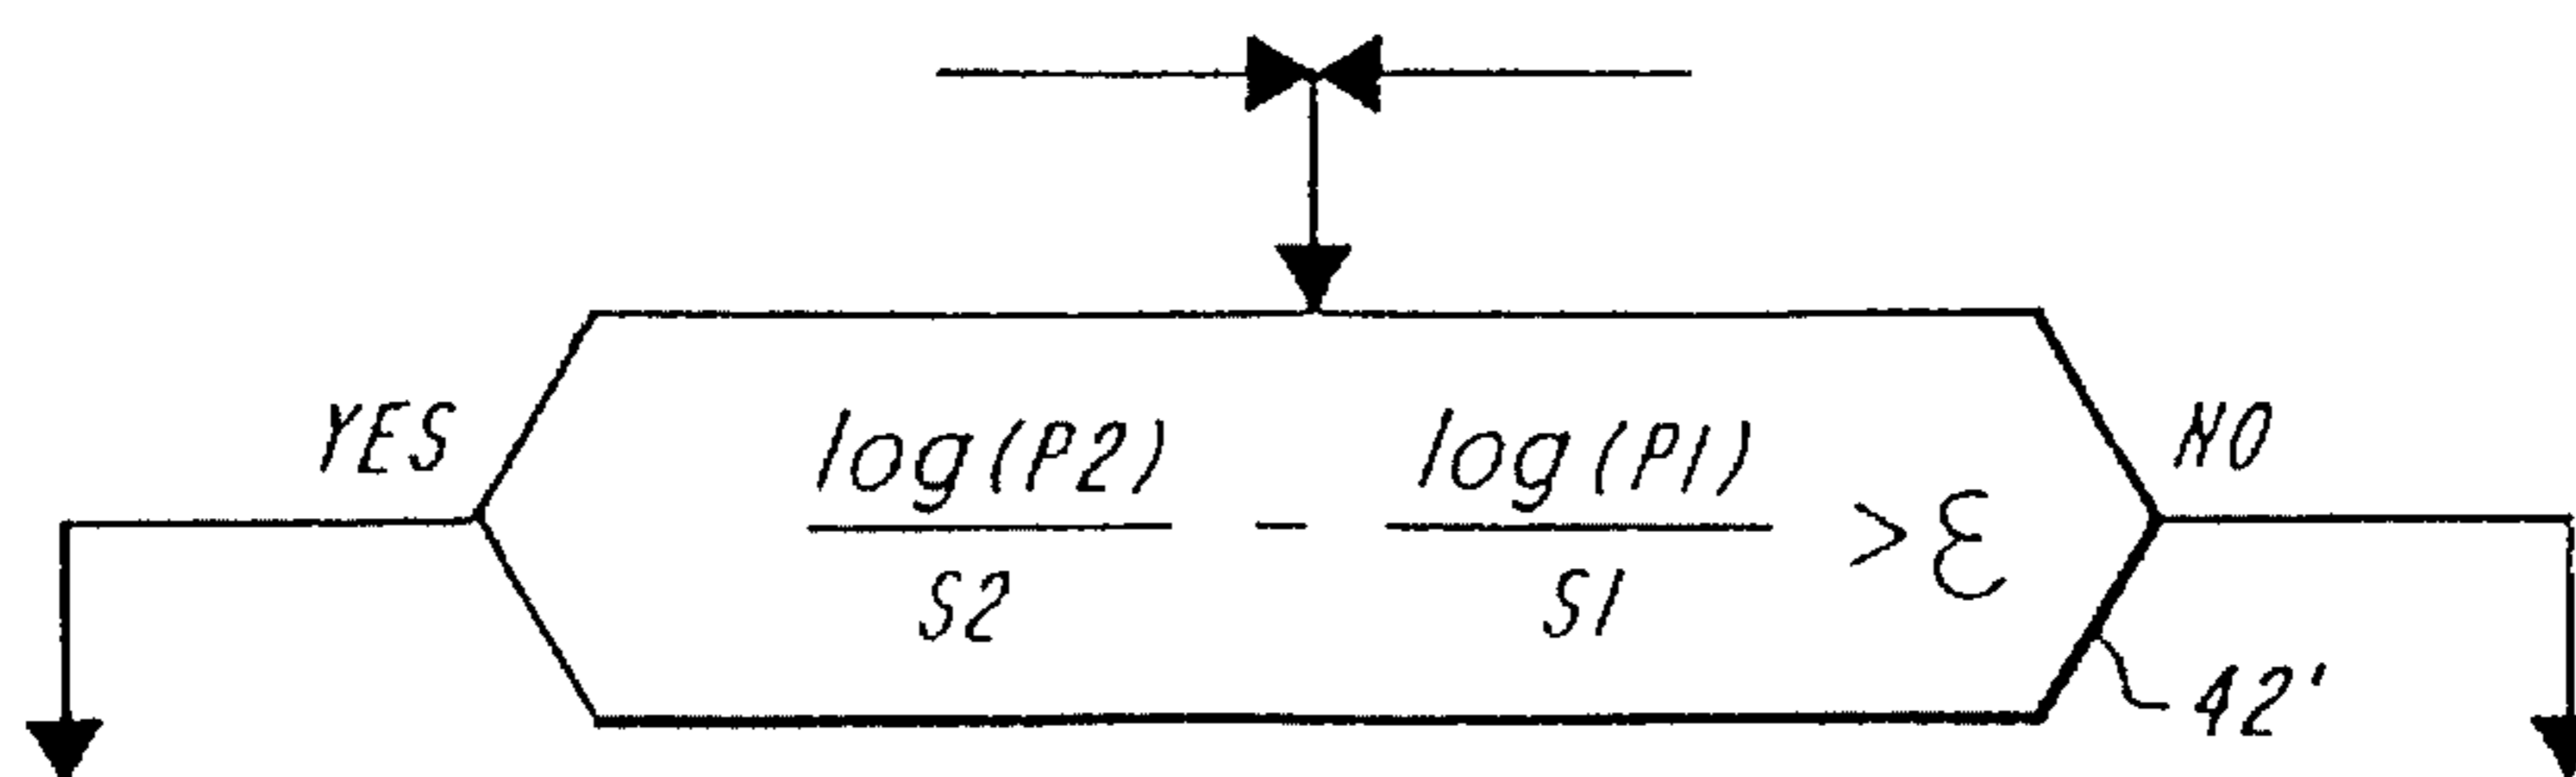 YES
NO
log(P2) / S2 - log(P1) / S1 > ε
42'